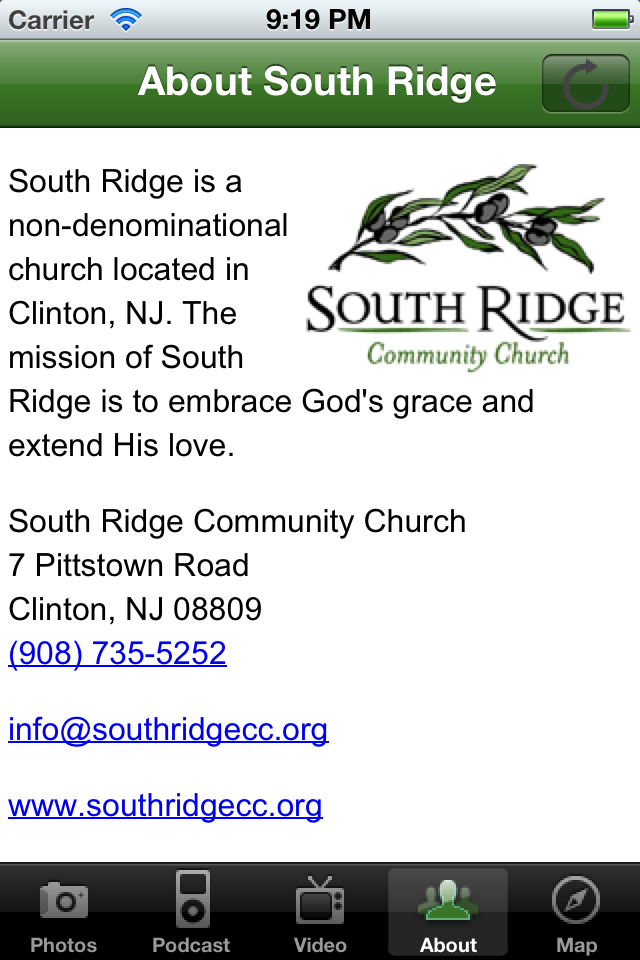 Carrier 9:19 PM
About South Ridge
South Ridge is a
non-denominational
church located in
Clinton, NJ. The
mission of South
Ridge is to embrace God's grace and
extend His love.
SOUTH RIDGE
Community Church
South Ridge Community Church
7 Pittstown Road
Clinton, NJ 08809
(908) 735-5252
info@southridgecc.org
www.southridgecc.org
Photos Podcast Video About Map